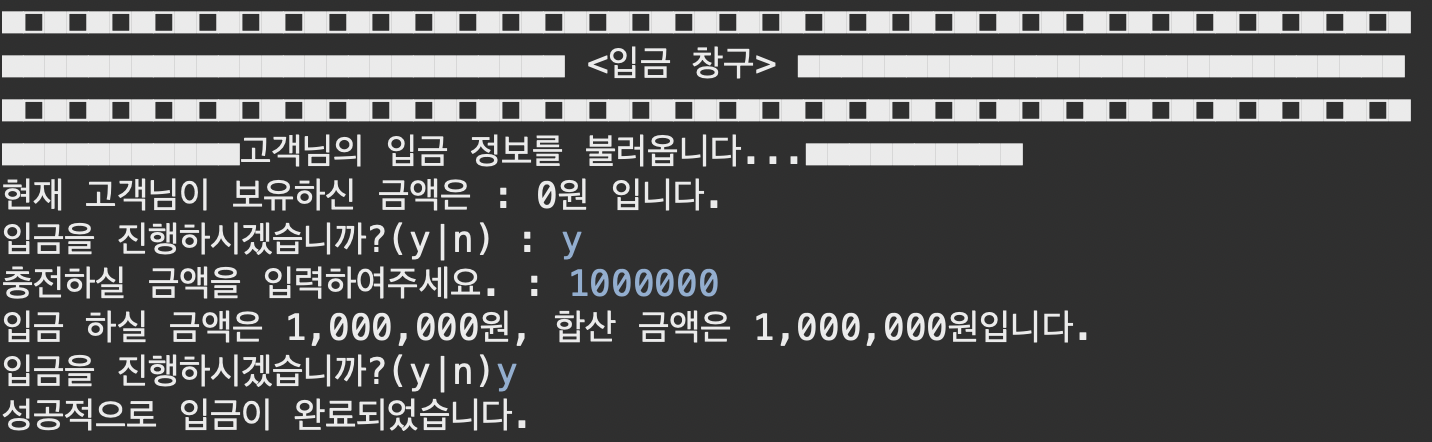 <입금 창구>
고객님의 입금 정보를 불러옵니다...
현재 고객님이 보유하신 금액은 : 0원 입니다.
입금을 진행하시겠습니까?(y|n) : y
충전하실 금액을 입력하여주세요. : 1000000
입금 하실 금액은 1,000,000원, 합산 금액은 1,000,000원입니다.
입금을 진행하시겠습니까?(y|n)y
성공적으로 입금이 완료되었습니다.